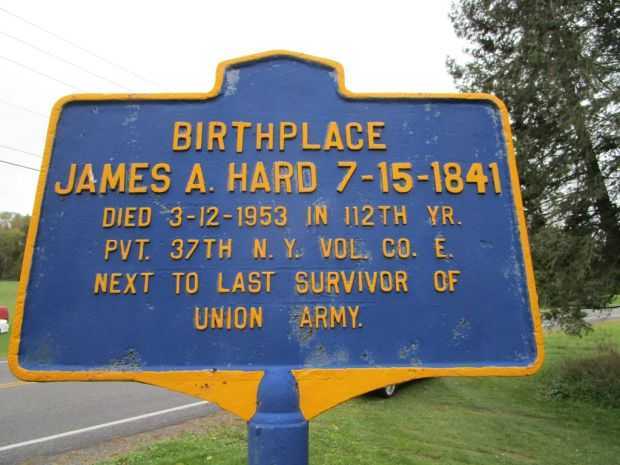 BIRTHPLACE
JAMES A. HARD 7-15-1841
DIED 3-12-1953 IN 112TH YR.
PVT. 37TH N.Y. VOL. CO. E.
NEXT TO LAST SURVIVOR OF
UNION ARMY.